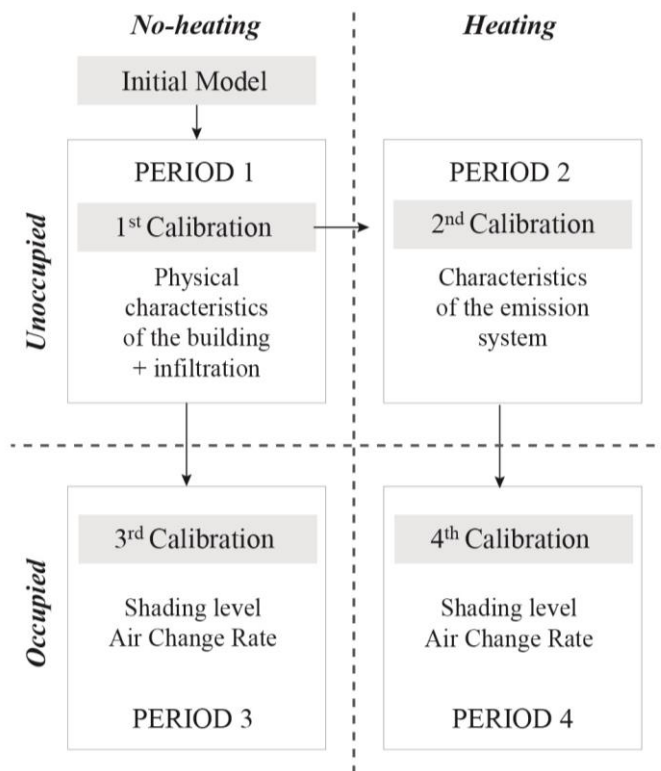 No-heating
Heating
Initial Model
Unoccupied
PERIOD 1
1st Calibration
Physical
characteristics
of the building
+ infiltration
PERIOD 2
2nd Calibration
Characteristics
of the emission
system
Occupied
3rd Calibration
Shading level
Air Change Rate
PERIOD 3
4th Calibration
Shading level
Air Change Rate
PERIOD 4